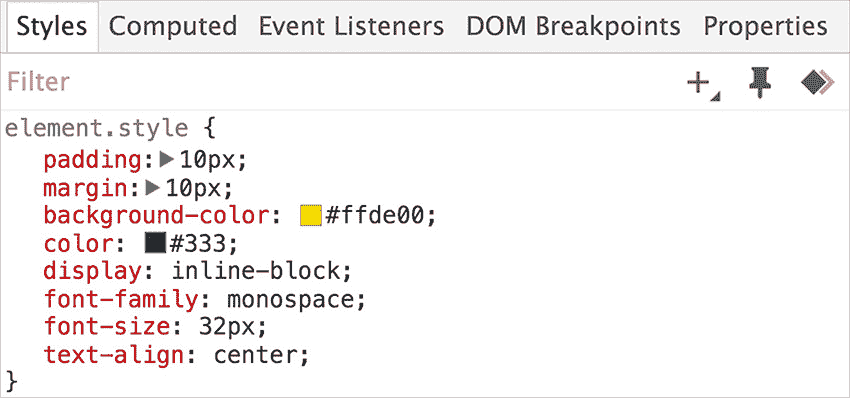 Styles Computed Event Listeners DOM Breakpoints Properties
Filter
element.style {
padding: 10px;
margin: 10px;
background-color: #ffde00;
color: #333;
display: inline-block;
font-family: monospace;
font-size: 32px;
text-align: center;
}